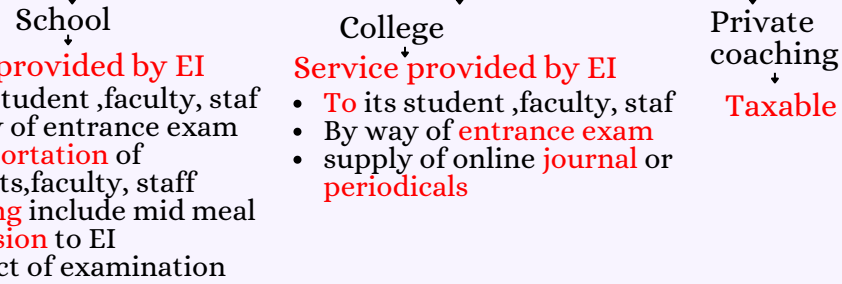 School
provided by EI
tudent ,faculty, staf
of entrance exam
ortation of
ts,faculty, staff
ng include mid meal
sion to EI
ct of examination
College
Service provided by EI
• To its student ,faculty, staf
• By way of entrance exam
• supply of online journal or
periodicals
Private
coaching
Taxable